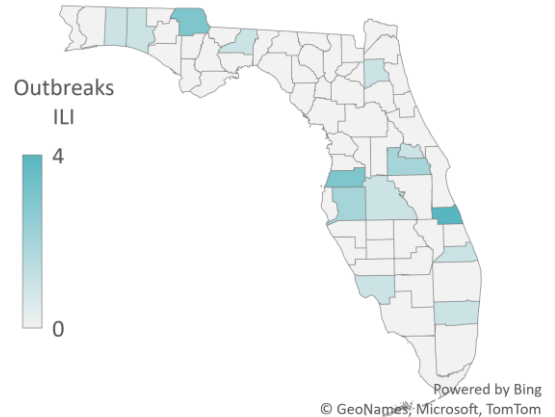 Outbreaks
ILI
4
0
Powered by Bing
© GeoNames, Microsoft, TomTom